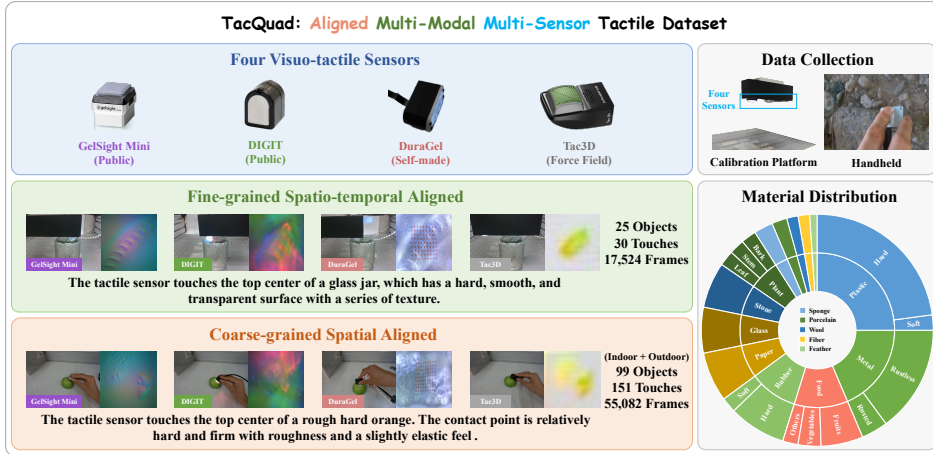 TacQuad: Aligned Multi-Modal Multi-Sensor Tactile Dataset
Four Visuo-tactile Sensors
GelSight Mini
(Public)
DIGIT
(Public)
DuraGel
(Self-made)
Tac3D
(Force Field)
Data Collection
Four
Sensors
Calibration Platform
Handheld
Fine-grained Spatio-temporal Aligned
GelSight Mini
DIGIT
DuraGel
Tac3D
25 Objects
30 Touches
17,524 Frames
The tactile sensor touches the top center of a glass jar, which has a hard, smooth, and
transparent surface with a series of texture.
Coarse-grained Spatial Aligned
GelSight Mini
DIGIT
DuraGel
Tac3D
(Indoor + Outdoor)
99 Objects
151 Touches
55,082 Frames
The tactile sensor touches the top center of a rough hard orange. The contact point is relatively
hard and firm with roughness and a slightly elastic feel .
Material Distribution
Hard
Plastic
Soft
Rustless
Metal
Rusted
Food
Fruits
Vegetables
Others
Rubber
Hard
Soft
Paper
Glass
Stone
Plant
Leaf
Stem
Bark
Sponge
Porcelain
Wool
Fiber
Feather